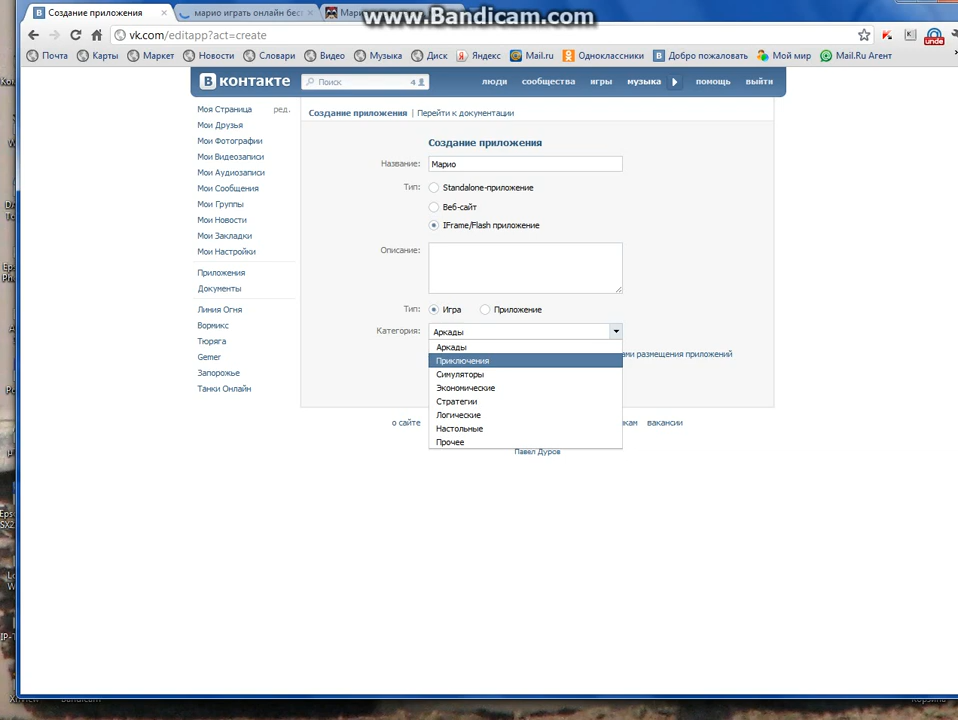 www.Bandicam.com
Создание приложения
марио играть онлайн бесп
Мари
vk.com/editapp?act=create
Почта
Карты
Маркет
Новости
Словари
Видео
Музыка
Диск
Яндекс
Mail.ru
Одноклассники
Добро пожаловать
Мой мир
Mail.Ru Агент
В контакте
Поиск
4
люди
сообщества
игры
музыка
помощь
выйти
Моя Страница ред.
Мои Друзья
Мои Фотографии
Мои Видеозаписи
Мои Аудиозаписи
Мои Сообщения
Мои Группы
Мои Новости
Мои Закладки
Мои Настройки
Приложения
Документы
Линия Огня
Вормикс
Тюряга
Gemer
Запорожье
Танки Онлайн
Создание приложения | Перейти к документации
Создание приложения
Название: Марио
Тип: Standalone-приложение
Веб-сайт
IFrame/Flash приложение
Описание:
Тип: Игра Приложение
Категория: Аркады
Аркады
Приключения
ами размещения приложений
Симуляторы
Экономические
Стратегии
Логические
Настольные
Прочее
о сайте
кам вакансии
Павел Дуров